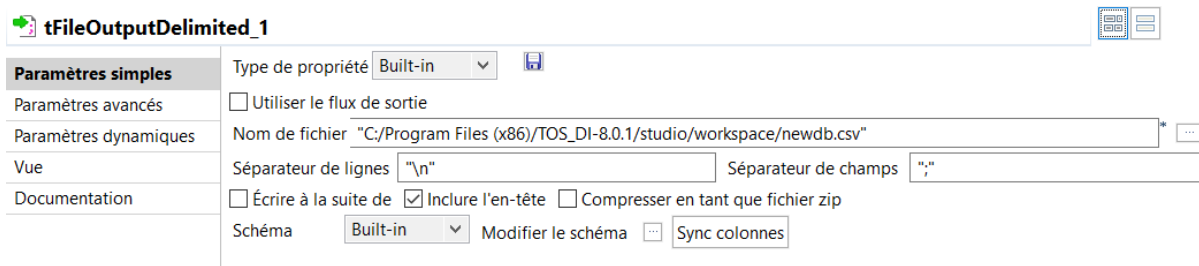 tFileOutputDelimited_1
Paramètres simples
Paramètres avancés
Paramètres dynamiques
Vue
Documentation
Type de propriété Built-in
Utiliser le flux de sortie
Nom de fichier "C:/Program Files (x86)/TOS_DI-8.0.1/studio/workspace/newdb.csv" * ...
Séparateur de lignes "\n" Séparateur de champs ";"
Écrire à la suite de Inclure l'en-tête Compresser en tant que fichier zip
Schéma Built-in Modifier le schéma ... Sync colonnes